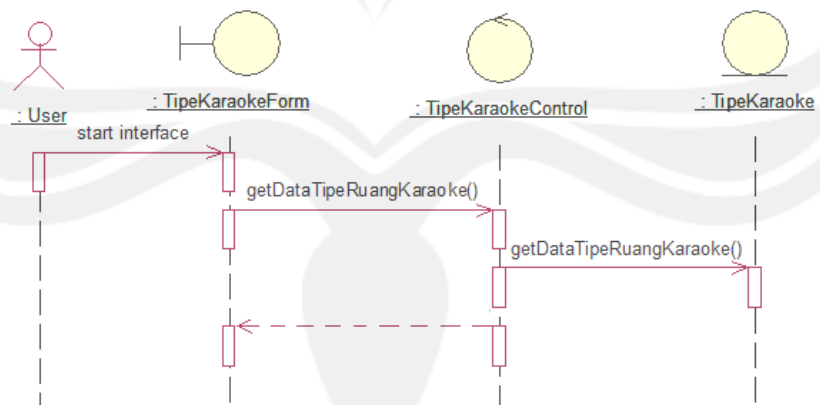 : User
: TipeKaraokeForm
: TipeKaraokeControl
: TipeKaraoke
start interface
getDataTipeRuangKaraoke()
getDataTipeRuangKaraoke()